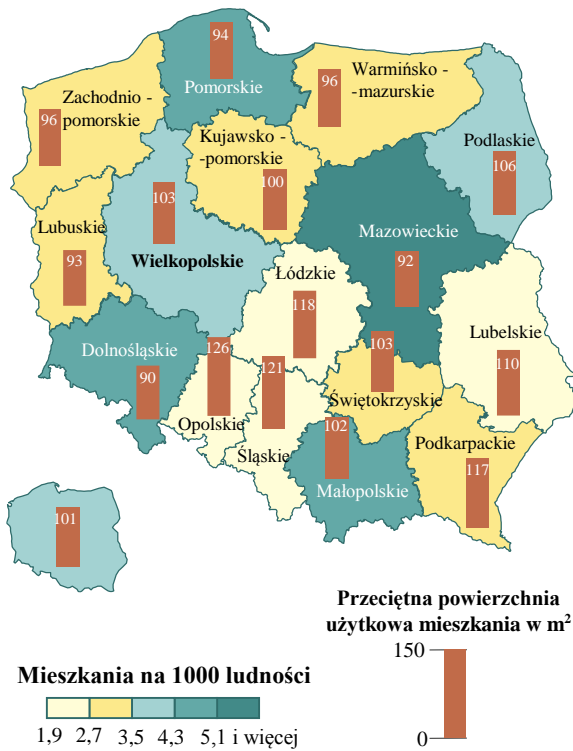 94
Pomorskie
96
Warmińsko -
-mazurskie
Zachodnio -
pomorskie
96
Kujawsko -
-pomorskie
100
Podlaskie
106
103
Wielkopolskie
Lubuskie
93
Mazowieckie
92
Łódzkie
118
Lubelskie
110
Dolnośląskie
90
126
Opolskie
121
Śląskie
103
Świętokrzyskie
102
Małopolskie
Podkarpackie
117
101
Przeciętna powierzchnia
użytkowa mieszkania w m²
150
0
Mieszkania na 1000 ludności
1,9 2,7 3,5 4,3 5,1 i więcej